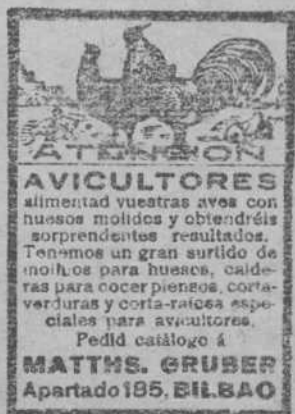 ATENCION
AVICULTORES
alimentad vuestras aves con
huesos molidos y obtendréis
sorprendentes resultados.
Tenemos un gran surtido de
molinos para huesos, calde-
ras para cocer piensos, corta-
verduras y corta-raíces espe-
ciales para avicultores.
Pedid catálogo á
MATTHS. GRUBER
Apartado 185, BILBAO